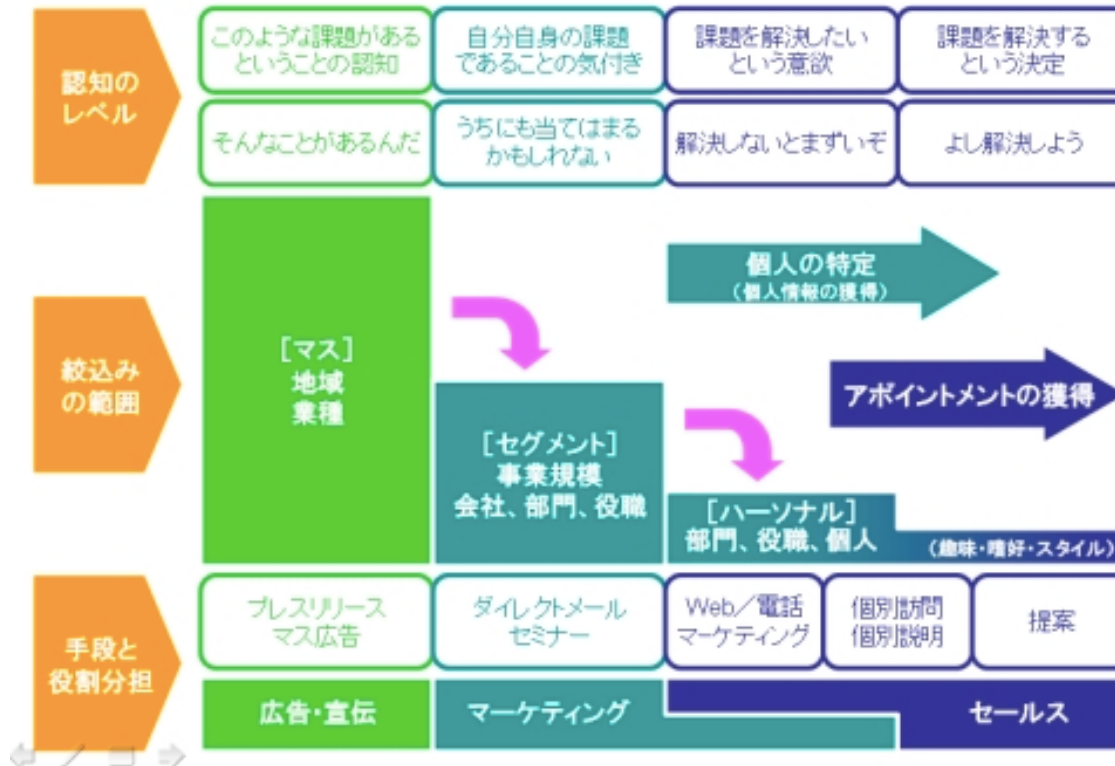 認知の
レベル
このような課題がある
ということの認知
自分自身の課題
であることの気付き
課題を解決したい
という意欲
課題を解決する
という決定
そんなことがあるんだ
うちにも当てはまる
かもしれない
解決しないとまずいぞ
よし解決しよう
絞込み
の範囲
[マス]
地域
業種
[セグメント]
事業規模
会社、部門、役職
個人の特定
(個人情報の獲得)
アポイントメントの獲得
[パーソナル]
部門、役職、個人
(趣味・嗜好・スタイル)
手段と
役割分担
プレスリリース
マス広告
ダイレクトメール
セミナー
Web/電話
マーケティング
個別訪問
個別説明
提案
広告・宣伝
マーケティング
セールス